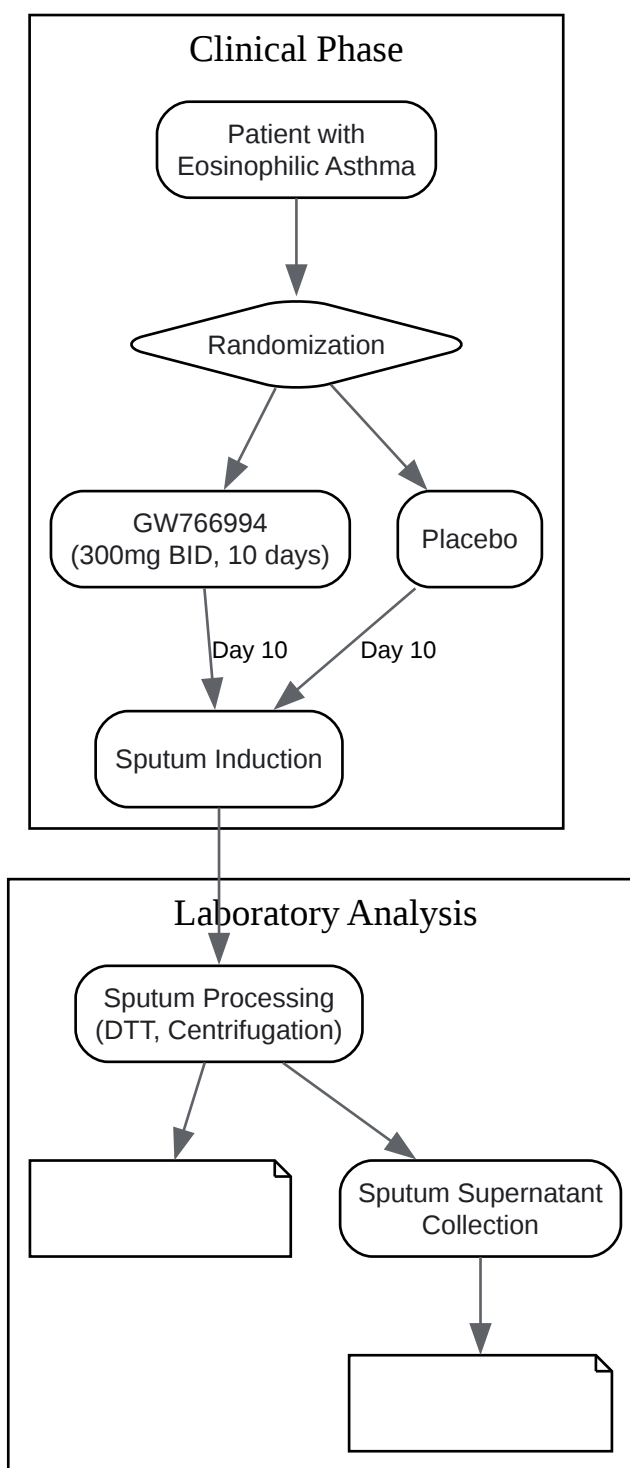 Clinical Phase
Patient with
Eosinophilic Asthma
Randomization
GW766994
(300mg BID, 10 days)
Placebo
Day 10
Day 10
Sputum Induction
Laboratory Analysis
Sputum Processing
(DTT, Centrifugation)
Sputum Supernatant
Collection